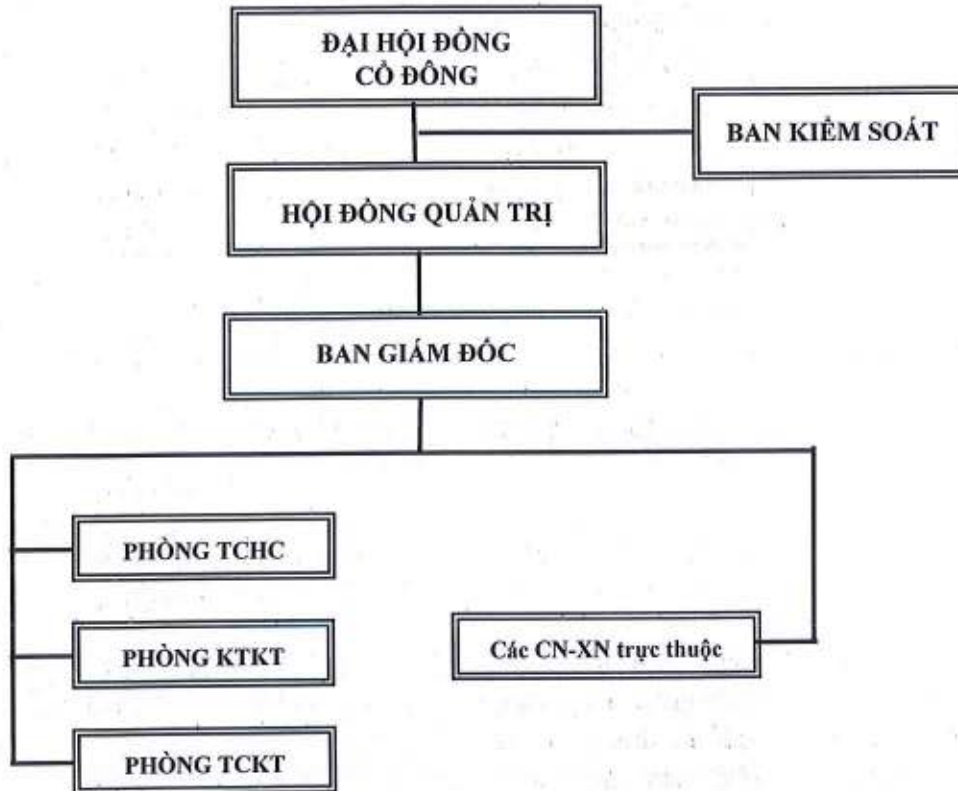 ĐẠI HỘI ĐỒNG
CỔ ĐÔNG
BAN KIỂM SOÁT
HỘI ĐỒNG QUẢN TRỊ
BAN GIÁM ĐỐC
PHÒNG TCHC
PHÒNG KTKT
Các CN-XN trực thuộc
PHÒNG TCKT